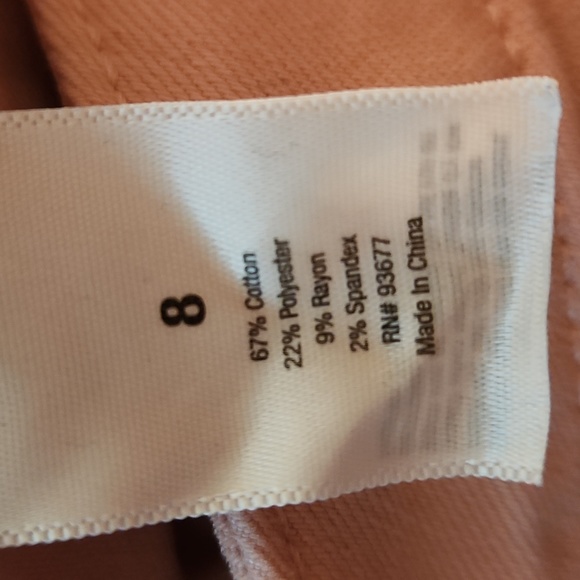 8
67% Cotton
22% Polyester
9% Rayon
2% Spandex
RN# 93677
Made In China